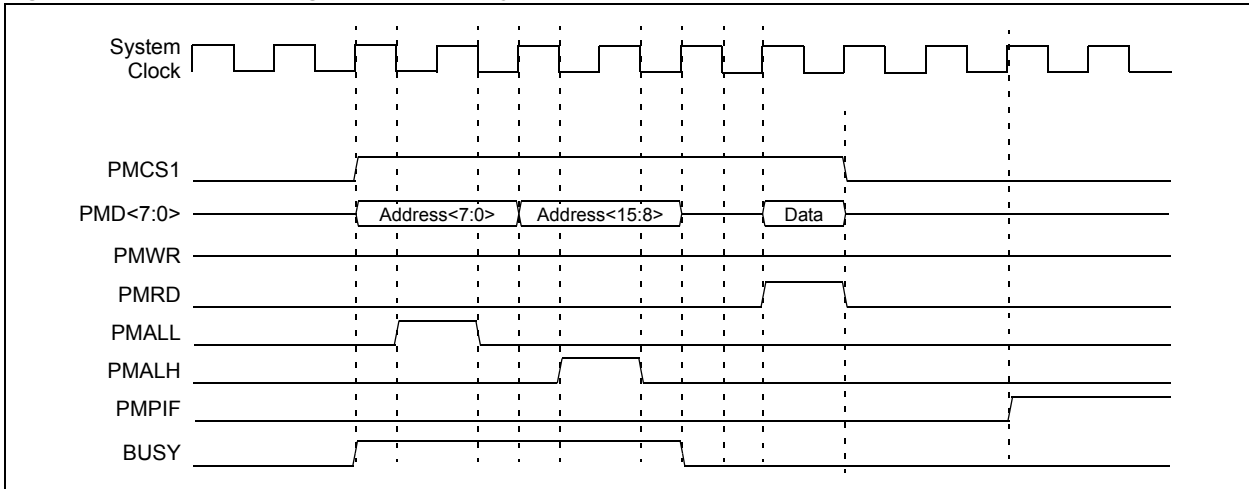 System
Clock
PMCS1
PMD<7:0>
Address<7:0>
Address<15:8>
Data
PMWR
PMRD
PMALL
PMALH
PMPIF
BUSY